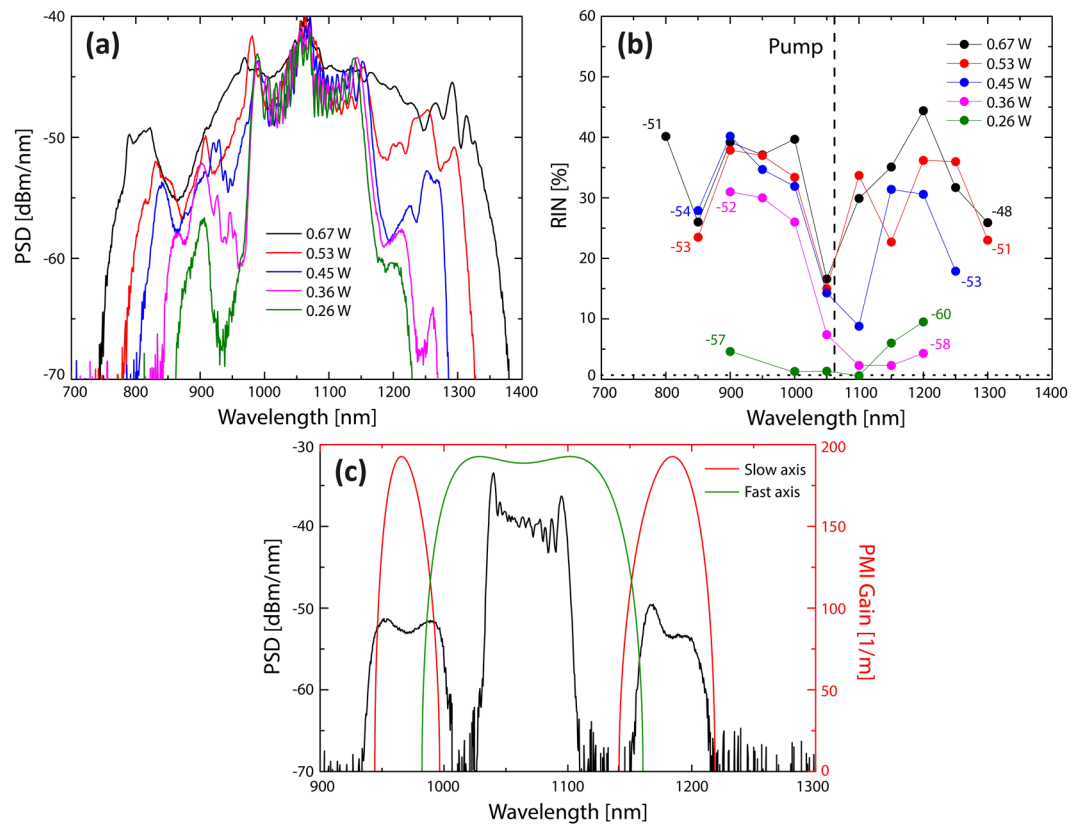 (a)
PSD [dBm/nm]
-40
-50
-60
-70
0.67 W
0.53 W
0.45 W
0.36 W
0.26 W
700 800 900 1000 1100 1200 1300 1400
Wavelength [nm]
(b)
RIN [%]
60
50
40
30
20
10
0
Pump
0.67 W
0.53 W
0.45 W
0.36 W
0.26 W
-51
-54
-53
-52
-57
-48
-51
-53
-60
-58
700 800 900 1000 1100 1200 1300 1400
Wavelength [nm]
(c)
PSD [dBm/nm]
-30
-40
-50
-60
-70
Slow axis
Fast axis
200
150
100
50
0
PMI Gain [1/m]
900 1000 1100 1200 1300
Wavelength [nm]